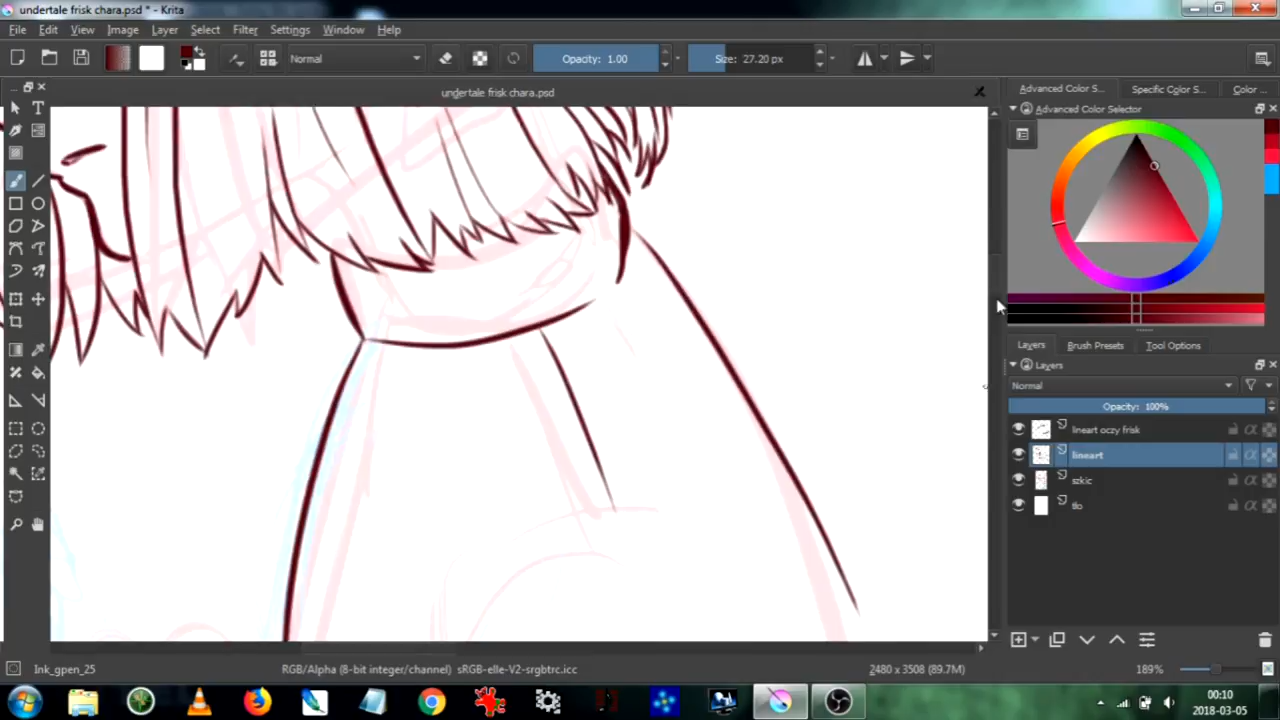 undertale frisk chara.psd * - Krita
File Edit View Image Layer Select Filter Settings Window Help
Normal
Opacity: 1.00
Size: 27.20 px
undertale frisk chara.psd
Advanced Color S...
Specific Color S...
Color ...
Advanced Color Selector
Layers
Brush Presets
Tool Options
Layers
Normal
Opacity: 100%
lineart oczy frisk
lineart
szkic
tlo
Ink_gpen_25
RGB/Alpha (8-bit integer/channel) sRGB-elle-V2-srgbtrc.icc
2480 x 3508 (89.7M)
189%
00:10
2018-03-05